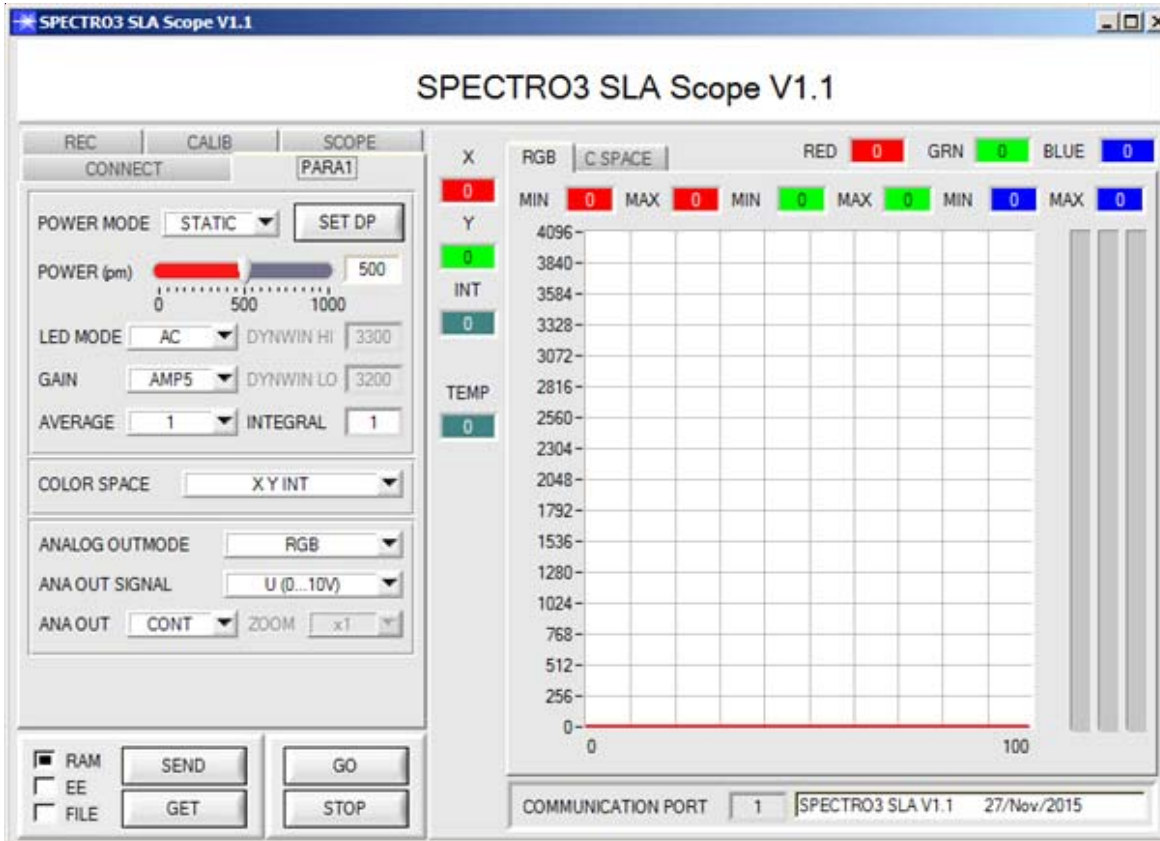 SPECTRO3 SLA Scope V1.1
SPECTRO3 SLA Scope V1.1
REC CALIB SCOPE
CONNECT PARA1
POWER MODE STATIC SET DP
POWER (pm) 500
0 500 1000
LED MODE AC DYNWIN HI 3300
GAIN AMP5 DYNWIN LO 3200
AVERAGE 1 INTEGRAL 1
COLOR SPACE X Y INT
ANALOG OUTMODE RGB
ANA OUT SIGNAL U (0...10V)
ANA OUT CONT ZOOM x1
RAM SEND GO
EE
FILE GET STOP
X
0
Y
0
INT
0
TEMP
0
RGB C SPACE RED 0 GRN 0 BLUE 0
MIN 0 MAX 0 MIN 0 MAX 0 MIN 0 MAX 0
4096
3840
3584
3328
3072
2816
2560
2304
2048
1792
1536
1280
1024
768
512
256
0
0 100
COMMUNICATION PORT 1 SPECTRO3 SLA V1.1 27/Nov/2015